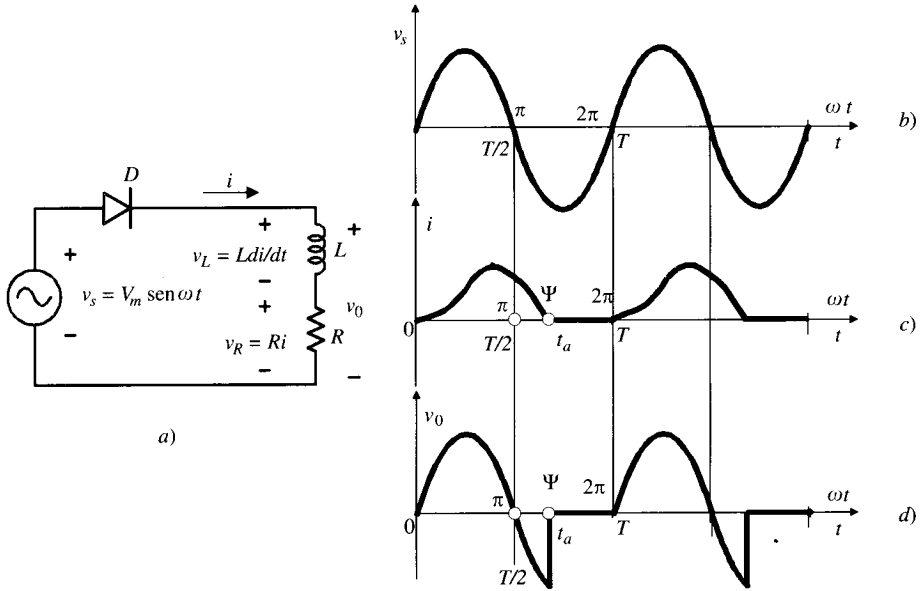 D
i
+
+
+
v_L = Ldi/dt
L
v_s = V_m sen ωt
−
+
v_0
−
v_R = Ri
R
−
−
a)
v_s
π
2π
ωt
T/2
T
t
b)
i
π
Ψ
2π
ωt
0
T/2
t_a
T
t
c)
v_0
π
Ψ
2π
ωt
0
t_a
T
t
T/2
d)